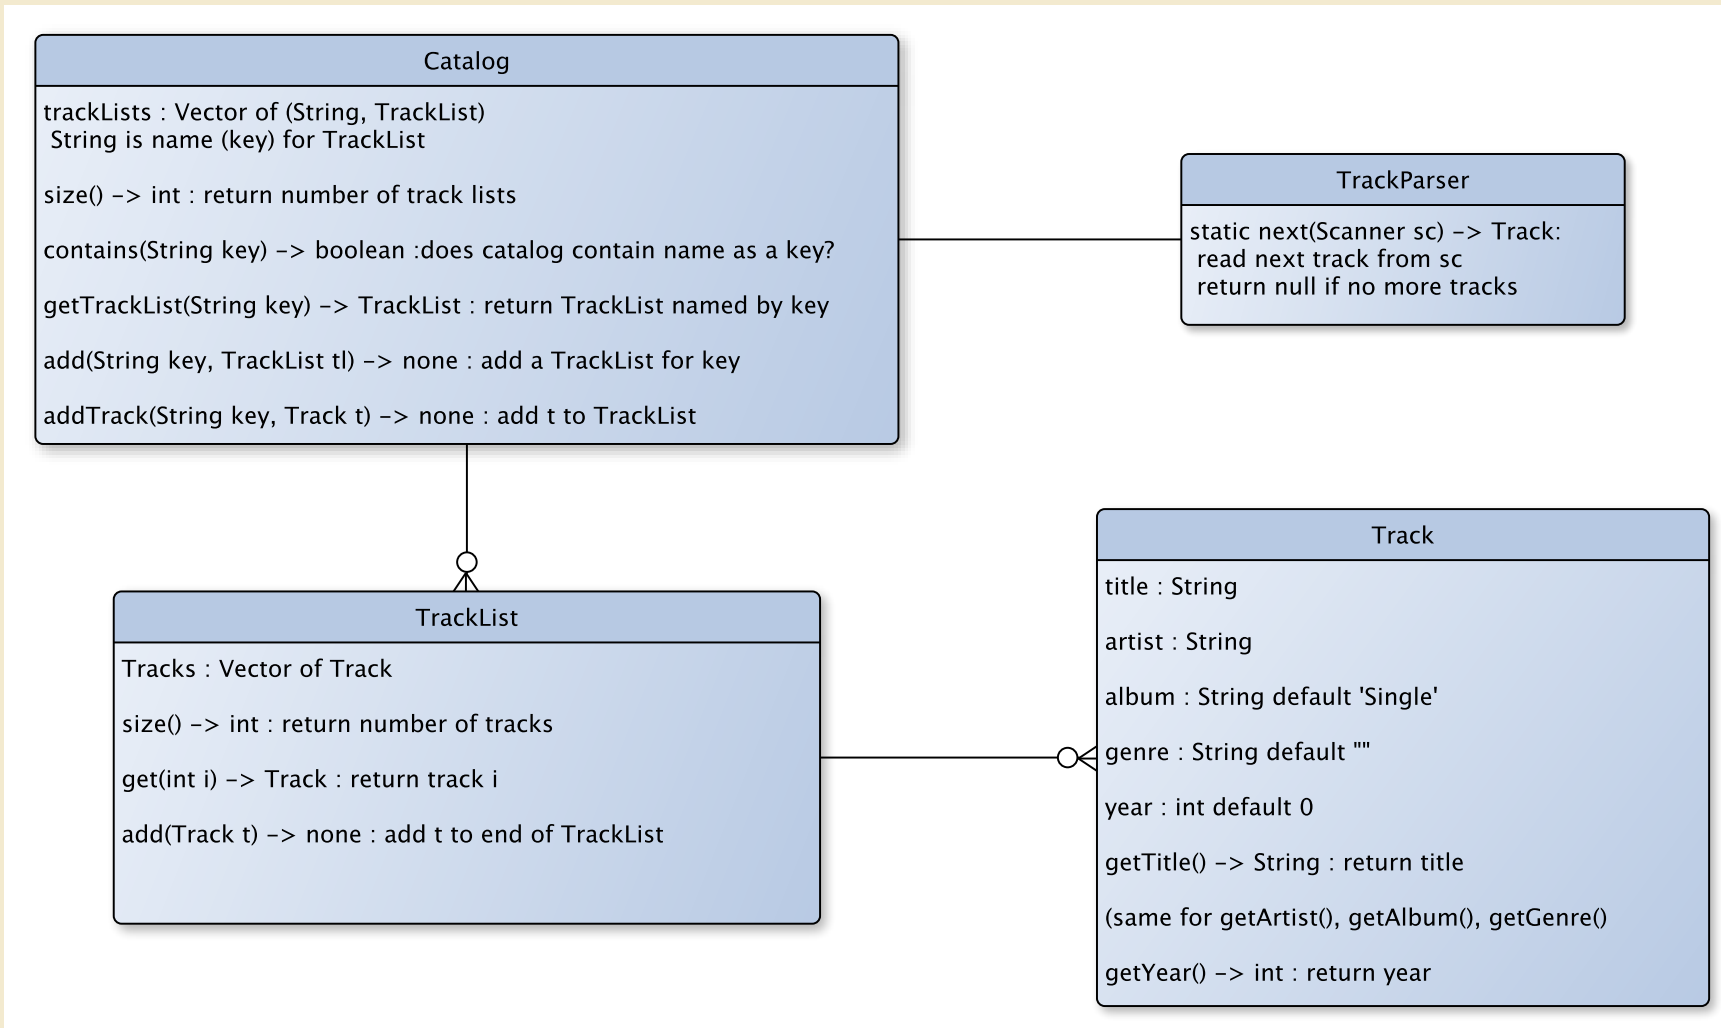 Catalog
trackLists : Vector of (String, TrackList)
String is name (key) for TrackList
size() -> int : return number of track lists
contains(String key) -> boolean :does catalog contain name as a key?
getTrackList(String key) -> TrackList : return TrackList named by key
add(String key, TrackList tl) -> none : add a TrackList for key
addTrack(String key, Track t) -> none : add t to TrackList
TrackParser
static next(Scanner sc) -> Track:
read next track from sc
return null if no more tracks
TrackList
Tracks : Vector of Track
size() -> int : return number of tracks
get(int i) -> Track : return track i
add(Track t) -> none : add t to end of TrackList
Track
title : String
artist : String
album : String default 'Single'
genre : String default ""
year : int default 0
getTitle() -> String : return title
(same for getArtist(), getAlbum(), getGenre()
getYear() -> int : return year